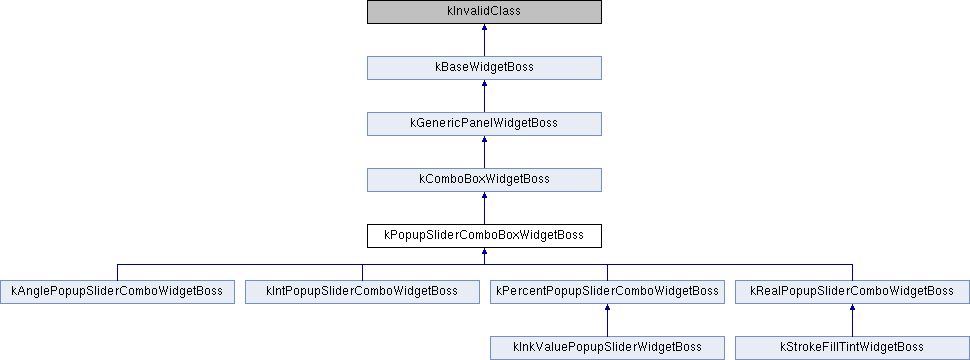 kInvalidClass
kBaseWidgetBoss
kGenericPanelWidgetBoss
kComboBoxWidgetBoss
kPopupSliderComboBoxWidgetBoss
kAnglePopupSliderComboWidgetBoss
kIntPopupSliderComboWidgetBoss
kPercentPopupSliderComboWidgetBoss
kRealPopupSliderComboWidgetBoss
kInkValuePopupSliderWidgetBoss
kStrokeFillTintWidgetBoss